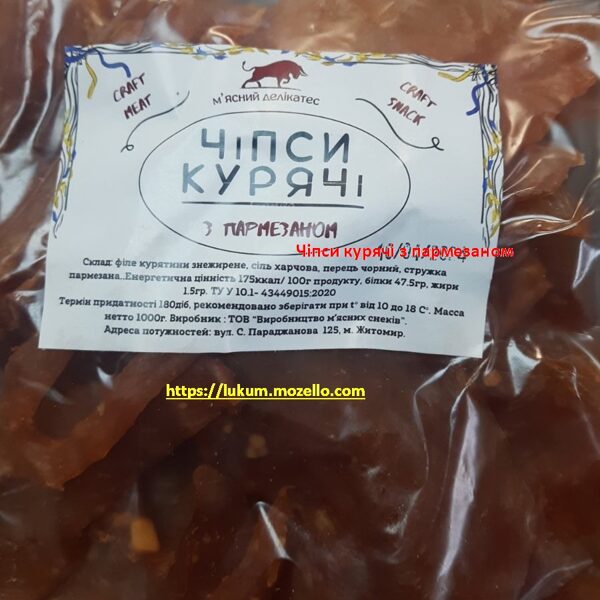 CRAFT MEAT
м'ясний делікатес
CRAFT SNACK
ЧІПСИ
КУРЯЧІ
З ПАРМЕЗАНОМ
Чіпси курячі з пармезаном
Склад: філе курятини знежирене, сіль харчова, перець чорний, стружка
пармезана..Енергетична цінність 175ккал/ 100г продукту, білки 47.5гр, жири
1.5гр. ТУ У 10.1- 43449015:2020
Термін придатності 180діб, рекомендовано зберігати при t° від 10 до 18 С°. Масса
нетто 1000г. Виробник : ТОВ "Виробництво м'ясних снеків".
Адреса потужностей: вул. С. Параджанова 125, м. Житомир.
https://lukum.mozello.com